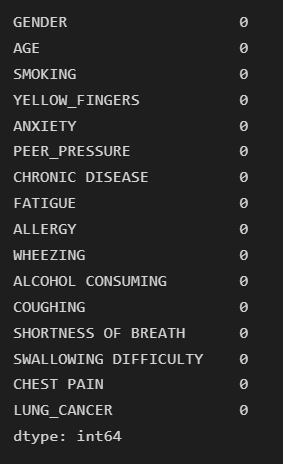 GENDER 0
AGE 0
SMOKING 0
YELLOW_FINGERS 0
ANXIETY 0
PEER_PRESSURE 0
CHRONIC DISEASE 0
FATIGUE 0
ALLERGY 0
WHEEZING 0
ALCOHOL CONSUMING 0
COUGHING 0
SHORTNESS OF BREATH 0
SWALLOWING DIFFICULTY 0
CHEST PAIN 0
LUNG_CANCER 0
dtype: int64